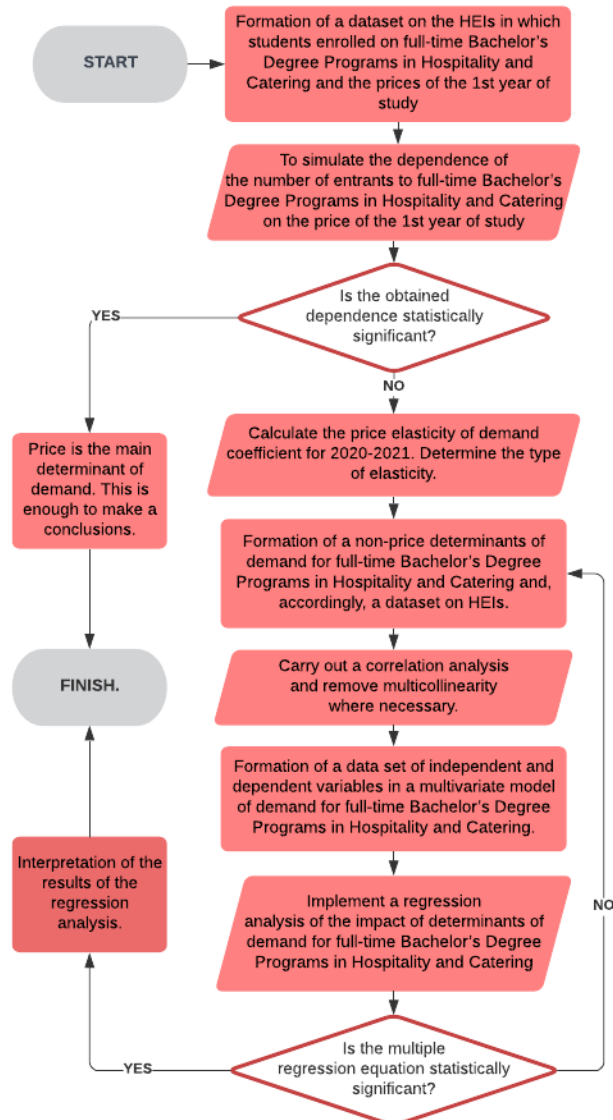 START
Formation of a dataset on the HEIs in which
students enrolled on full-time Bachelor's
Degree Programs in Hospitality and
Catering and the prices of the 1st year of
study
To simulate the dependence of
the number of entrants to full-time Bachelor's
Degree Programs in Hospitality and Catering
on the price of the 1st year of study
Is the obtained
dependence statistically
significant?
YES
NO
Price is the main
determinant of
demand. This is
enough to make a
conclusions.
Calculate the price elasticity of demand
coefficient for 2020-2021. Determine the type
of elasticity.
Formation of a non-price determinants of
demand for full-time Bachelor's Degree
Programs in Hospitality and Catering and,
accordingly, a dataset on HEIs.
FINISH.
Carry out a correlation analysis
and remove multicollinearity
where necessary.
Formation of a data set of independent and
dependent variables in a multivariate model
of demand for full-time Bachelor's Degree
Programs in Hospitality and Catering.
Interpretation of the
results of the
regression
analysis.
Implement a regression
analysis of the impact of determinants of
demand for full-time Bachelor's Degree
Programs in Hospitality and Catering
NO
Is the multiple
regression equation statistically
significant?
YES